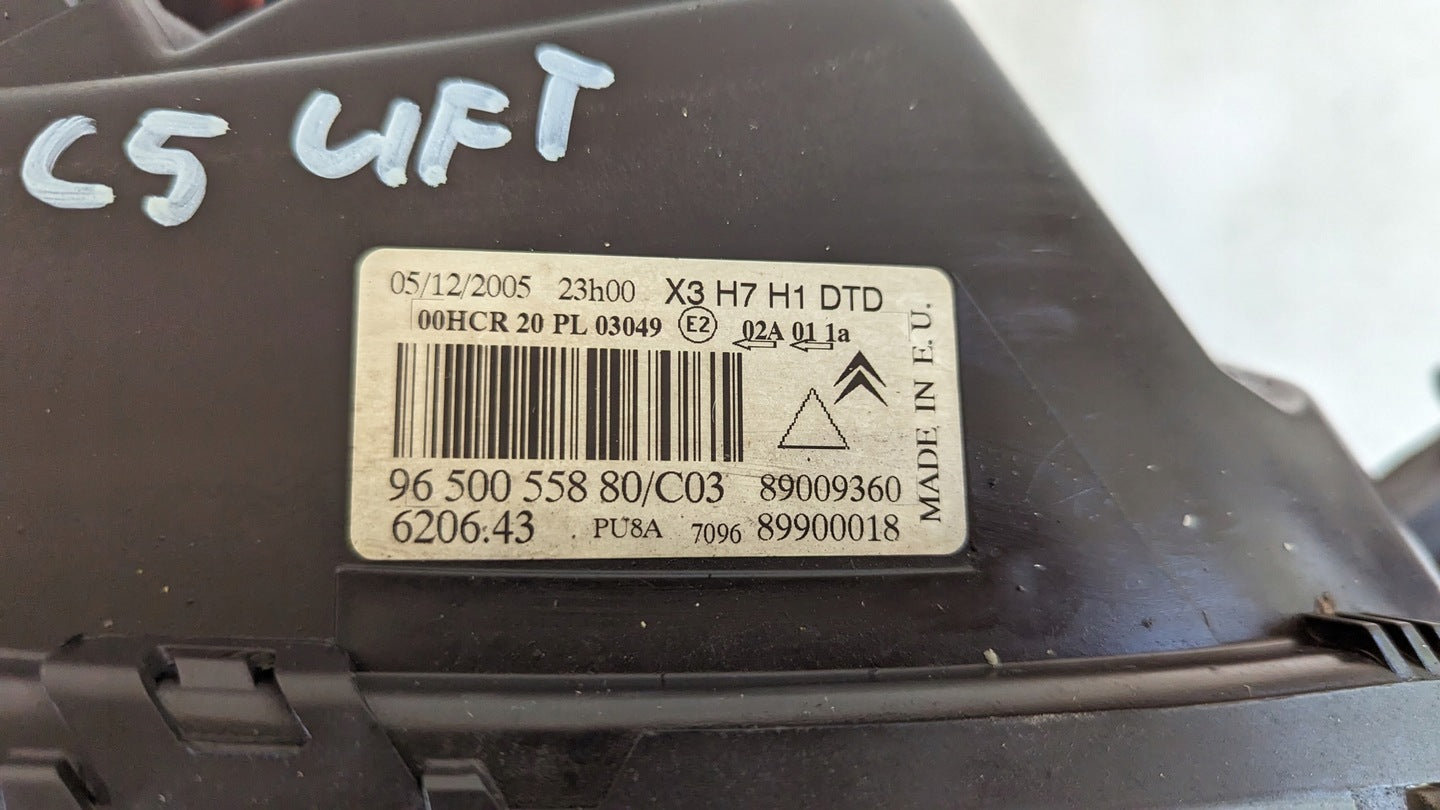 C5 LIFT
05/12/2005 23h00 X3 H7 H1 DTD
00HCR 20 PL 03049 E2 02A 01 1a
96 500 558 80/C03 89009360
6206.43 PU8A 7096 89900018
MADE IN E.U.